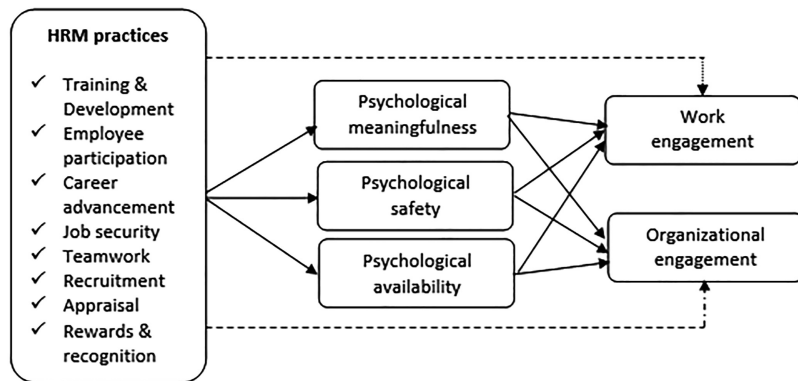 HRM practices
✓ Training &
Development
✓ Employee
participation
✓ Career
advancement
✓ Job security
✓ Teamwork
✓ Recruitment
✓ Appraisal
✓ Rewards &
recognition
Psychological
meaningfulness
Psychological
safety
Psychological
availability
Work
engagement
Organizational
engagement